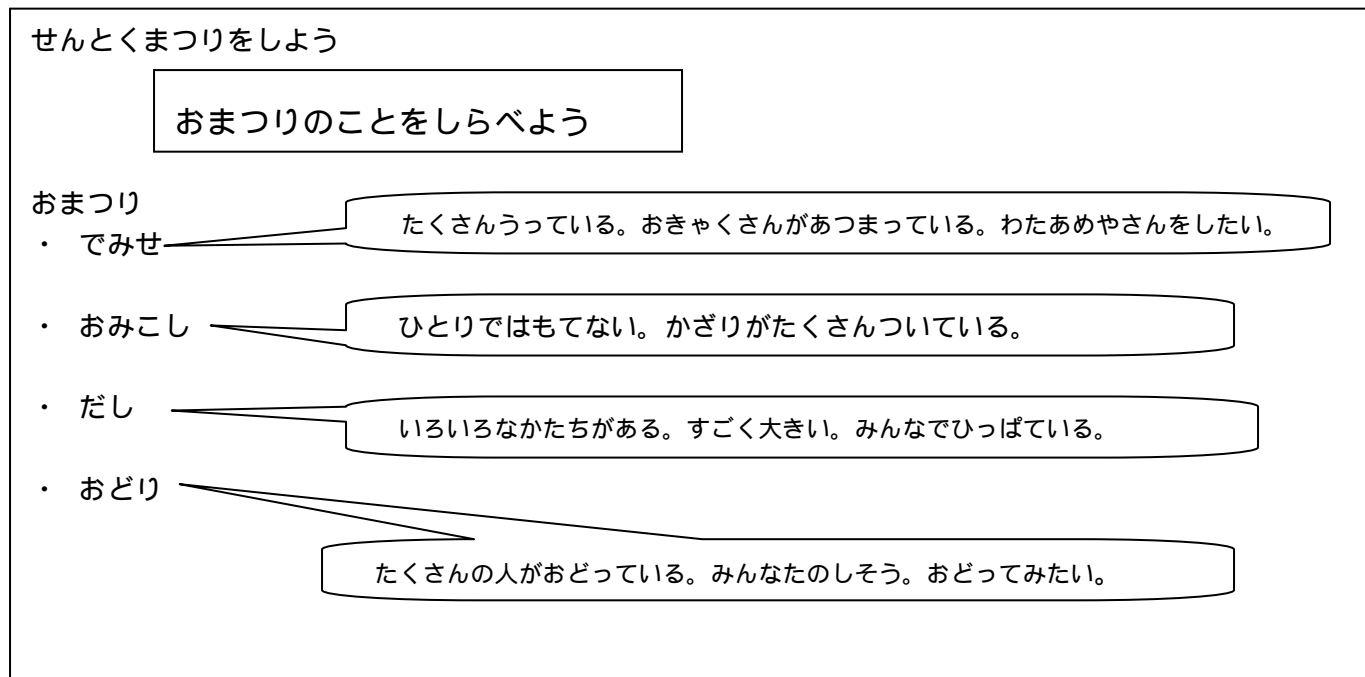 せんとくまつりをしよう
おまつりのことをしらべよう
おまつり
・ でみせ
たくさんうっている。おきゃくさんがあつまっている。わたあめやさんをしたい。
・ おみこし
ひとりではもてない。かざりがたくさんついている。
・ だし
いろいろなかたちがある。すごく大きい。みんなでひっぱている。
・ おどり
たくさんの人がおどっている。みんなたのしそう。おどってみたい。